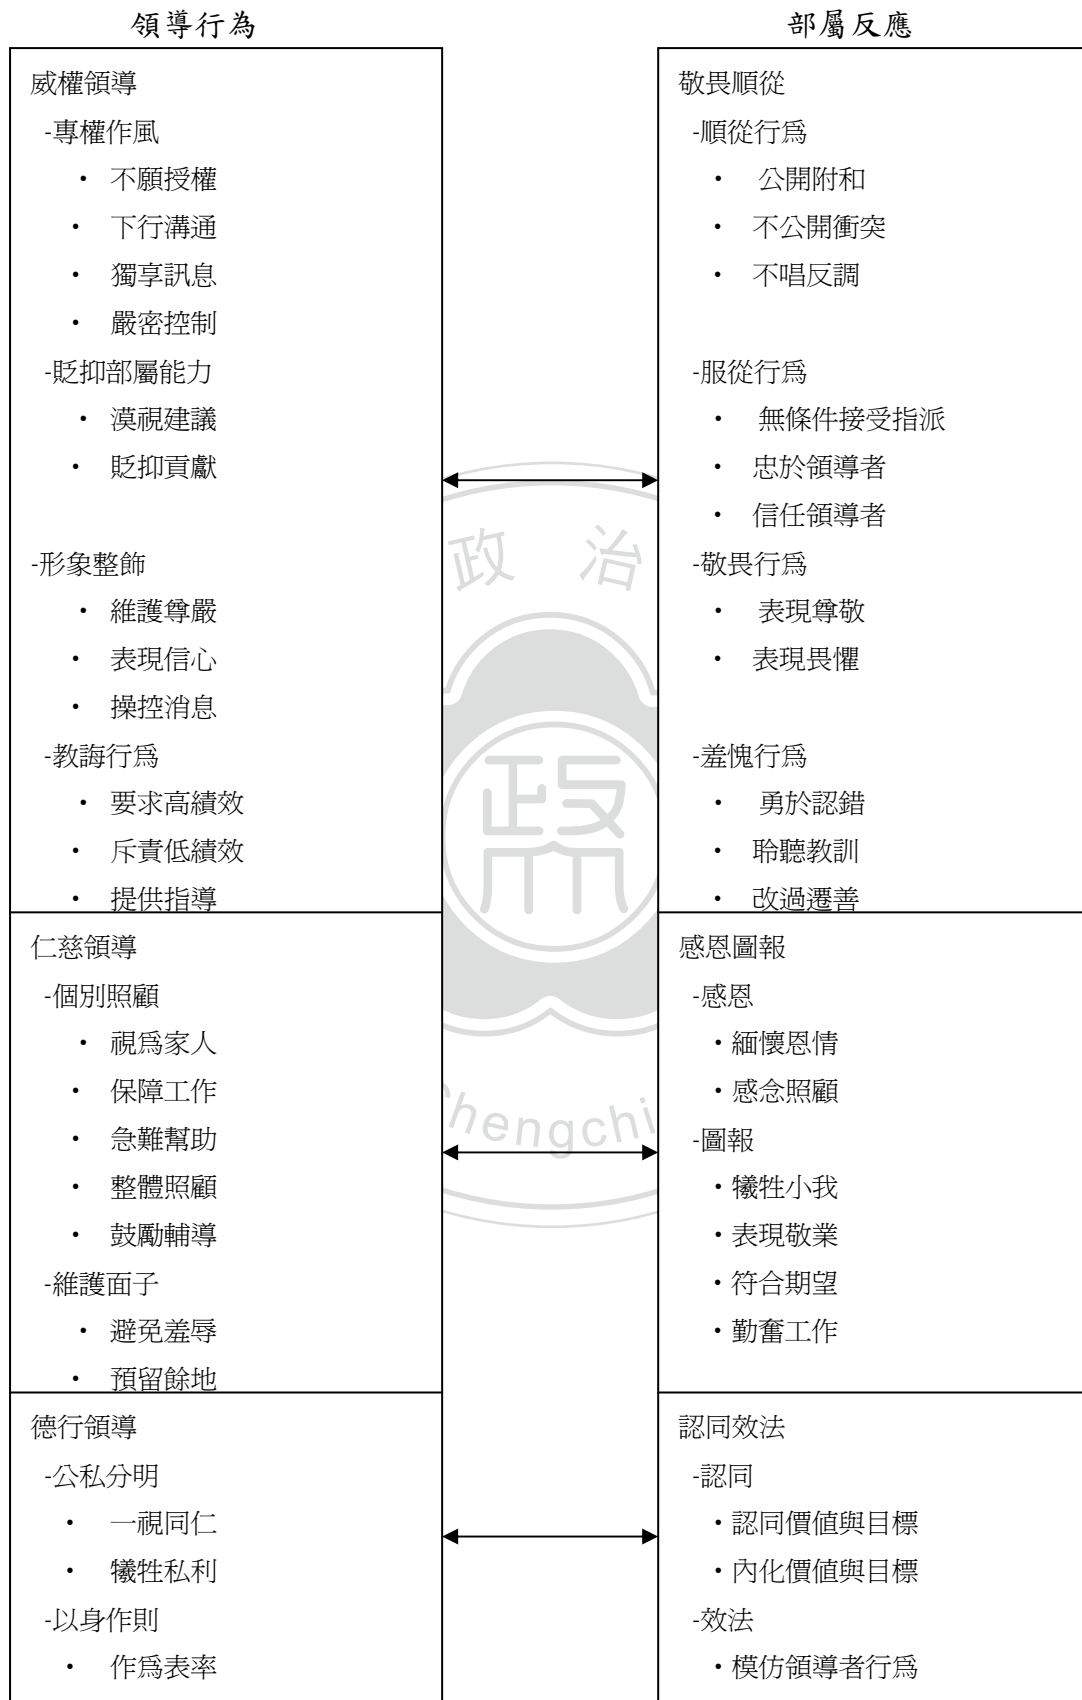 領導行為
部屬反應
威權領導
-專權作風
• 不願授權
• 下行溝通
• 獨享訊息
• 嚴密控制
-貶抑部屬能力
• 漠視建議
• 貶抑貢獻
-形象整飾
• 維護尊嚴
• 表現信心
• 操控消息
-教誨行為
• 要求高績效
• 斥責低績效
• 提供指導
敬畏順從
-順從行為
• 公開附和
• 不公開衝突
• 不唱反調
-服從行為
• 無條件接受指派
• 忠於領導者
• 信任領導者
-敬畏行為
• 表現尊敬
• 表現畏懼
-羞愧行為
• 勇於認錯
• 聆聽教訓
• 改過遷善
仁慈領導
-個別照顧
• 視為家人
• 保障工作
• 急難幫助
• 整體照顧
• 鼓勵輔導
-維護面子
• 避免羞辱
• 預留餘地
感恩圖報
-感恩
•緬懷恩情
•感念照顧
-圖報
•犧牲小我
•表現敬業
•符合期望
•勤奮工作
德行領導
-公私分明
• 一視同仁
• 犧牲私利
-以身作則
• 作為表率
認同效法
-認同
•認同價值與目標
•內化價值與目標
-效法
•模仿領導者行為
政 治
政大
hengchi